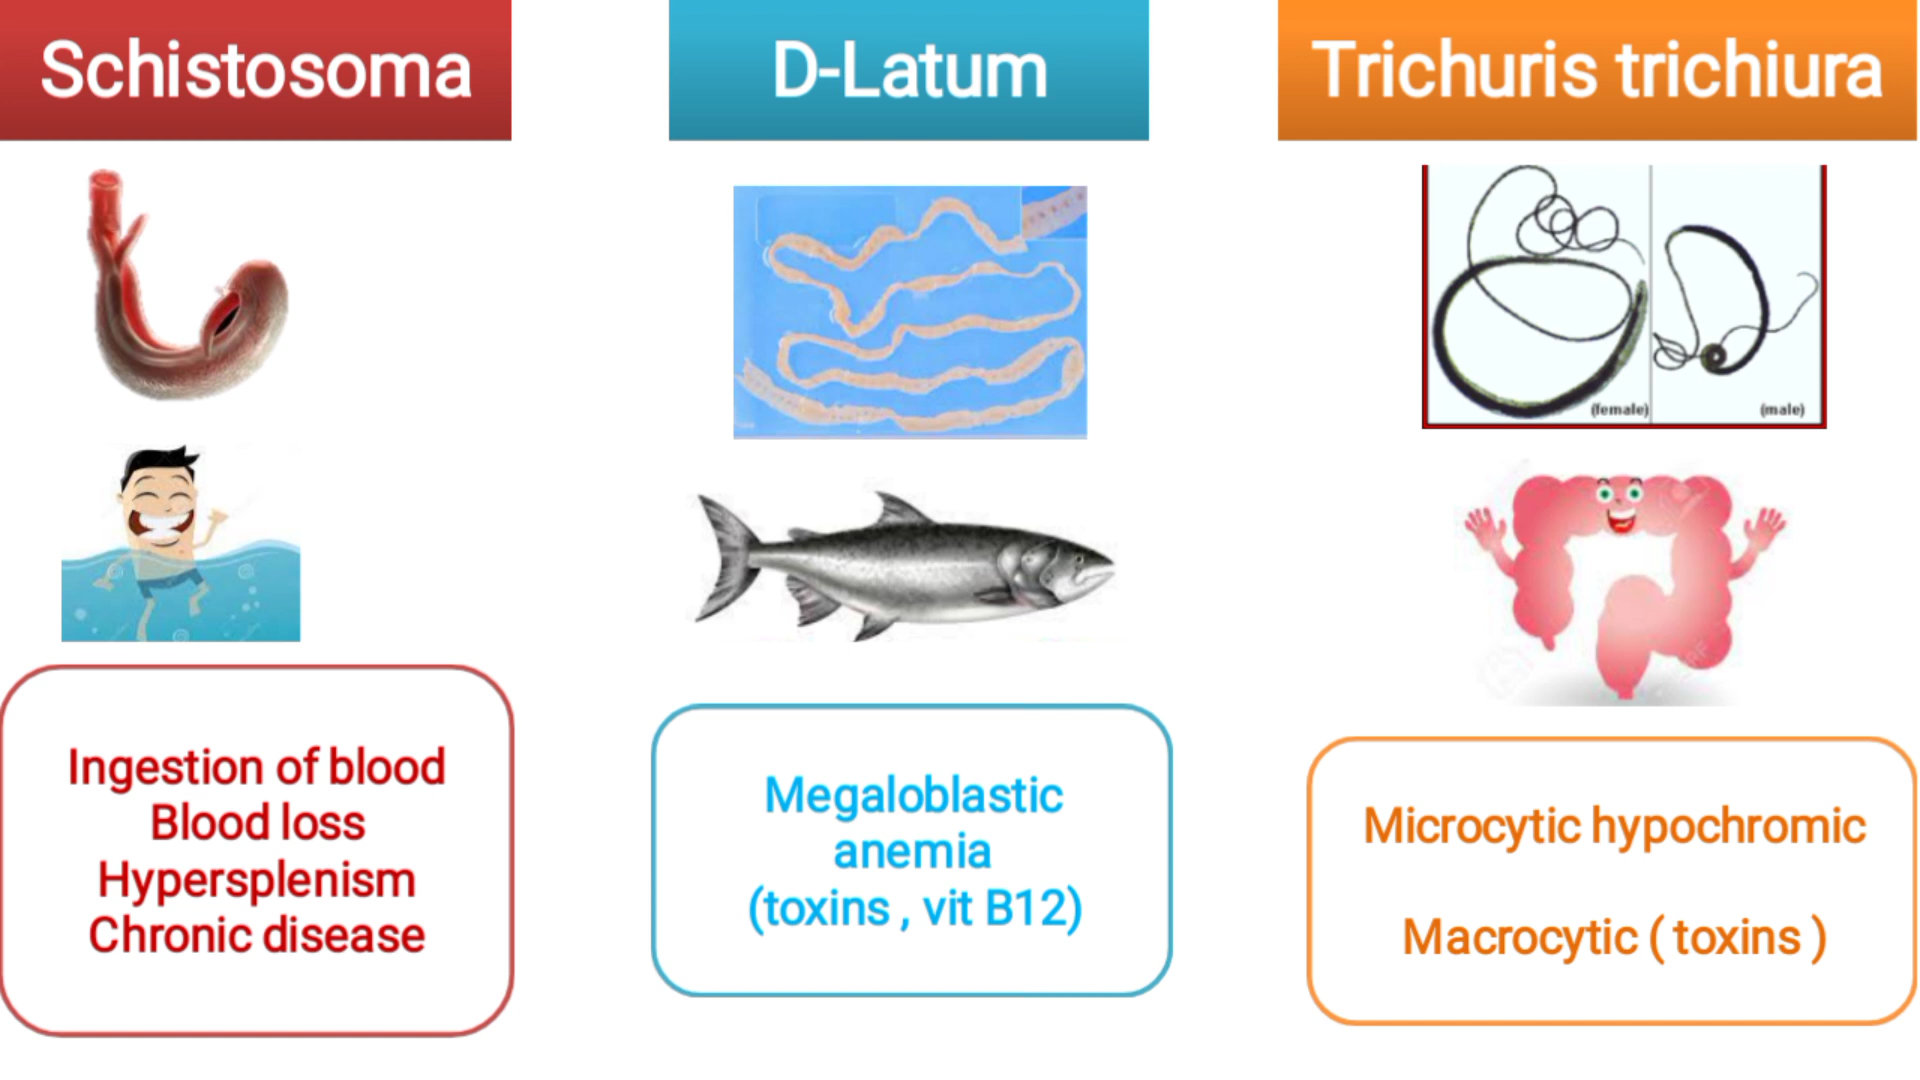 Schistosoma
D-Latum
Trichuris trichiura
(female)
(male)
Ingestion of blood
Blood loss
Hypersplenism
Chronic disease
Megaloblastic
anemia
(toxins , vit B12)
Microcytic hypochromic
Macrocytic ( toxins )